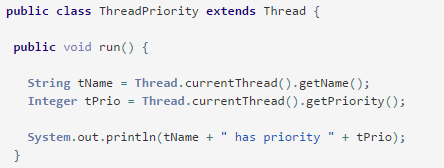 public class ThreadPriority extends Thread {
public void run() {
String tName = Thread.currentThread().getName();
Integer tPrio = Thread.currentThread().getPriority();
System.out.println(tName + " has priority " + tPrio);
}